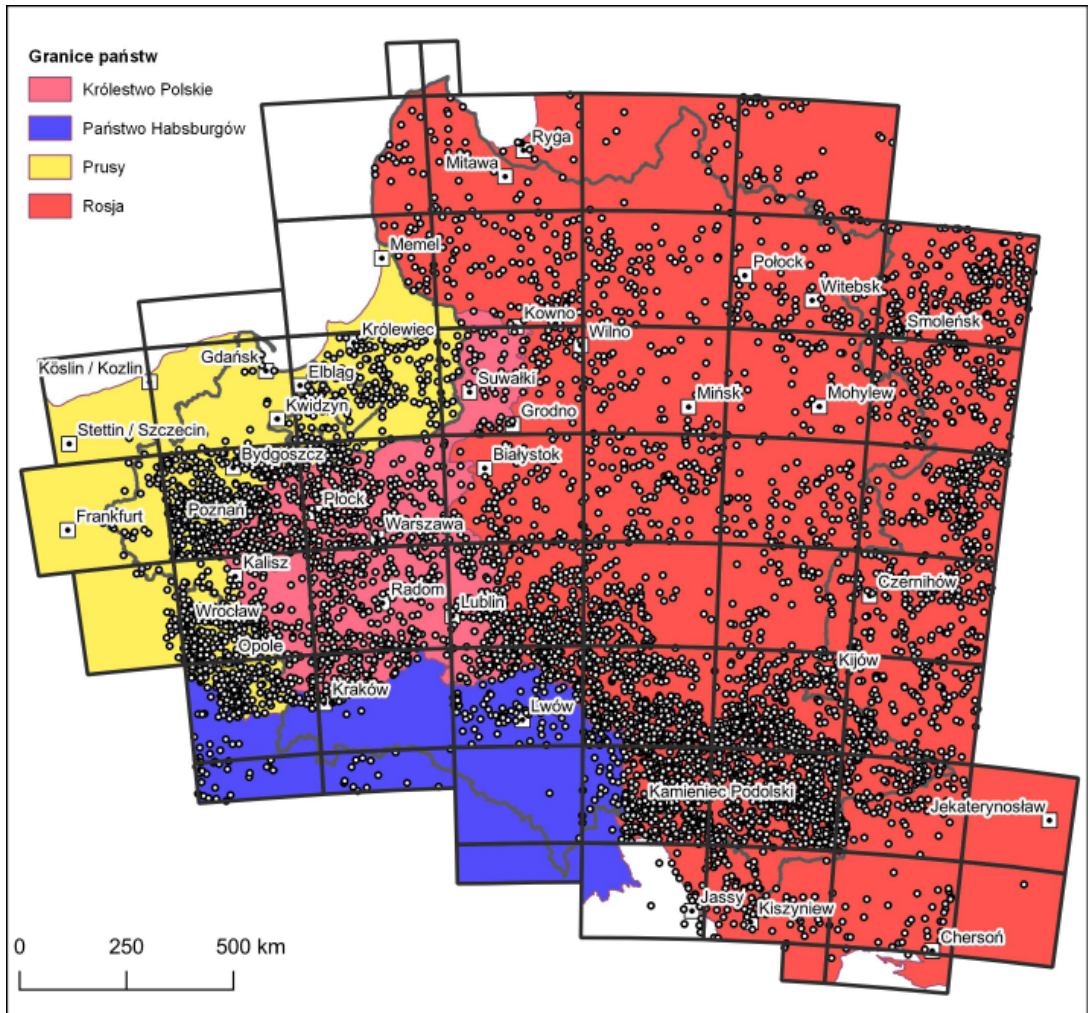 Granice państw
Królestwo Polskie
Państwo Habsburgów
Prusy
Rosja
Ryga
Mitawa
Memel
Połock
Witebsk
Królewiec
Kowno
Wilno
Smoleńsk
Gdańsk
Köslin / Kozlin
Elbląg
Suwałki
Kwidzyn
Grodno
Mińsk
Mohylew
Stettin / Szczecin
Bydgoszcz
Białystok
Płock
Poznań
Frankfurt
Warszawa
Kalisz
Czernihów
Radom
Wrocław
Lublin
Opole
Kijów
Kraków
Lwów
Kamieniec Podolski
Jekaterynosław
Jassy
Kiszyniew
Chersoń
0 250 500 km